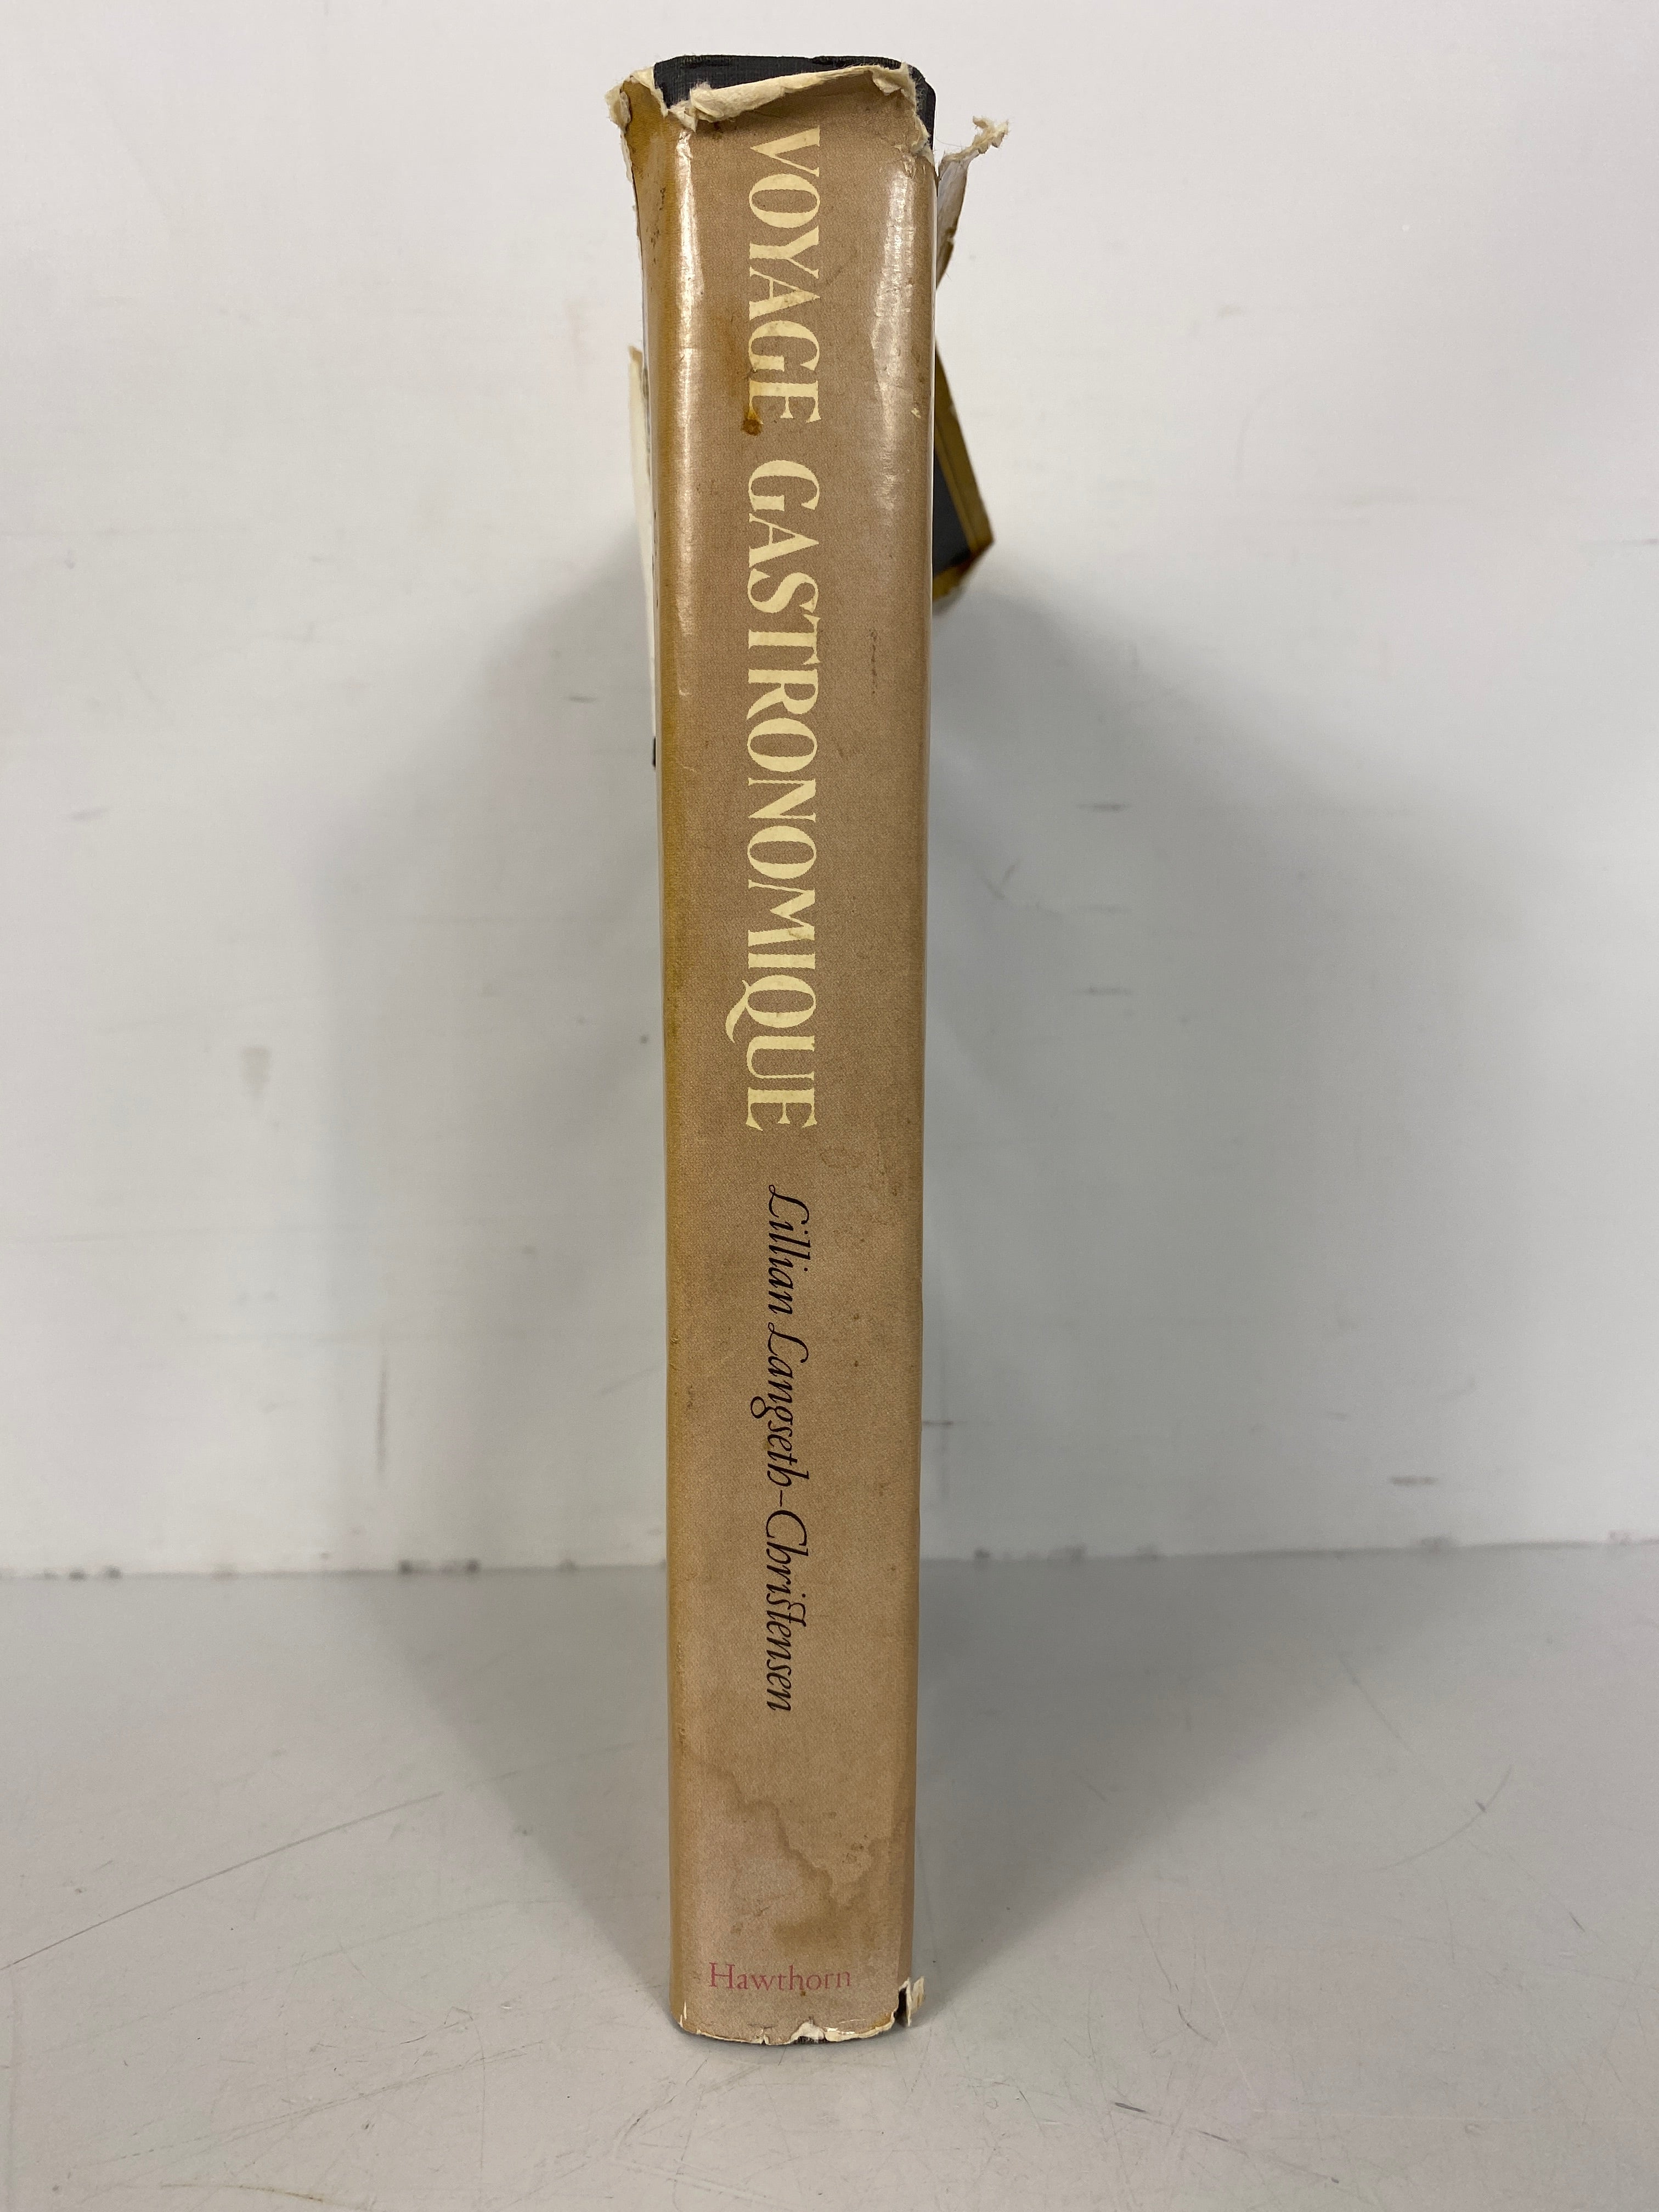 VOYAGE GASTRONOMIQUE
Lillian Langseth-Christensen
Hawthorn